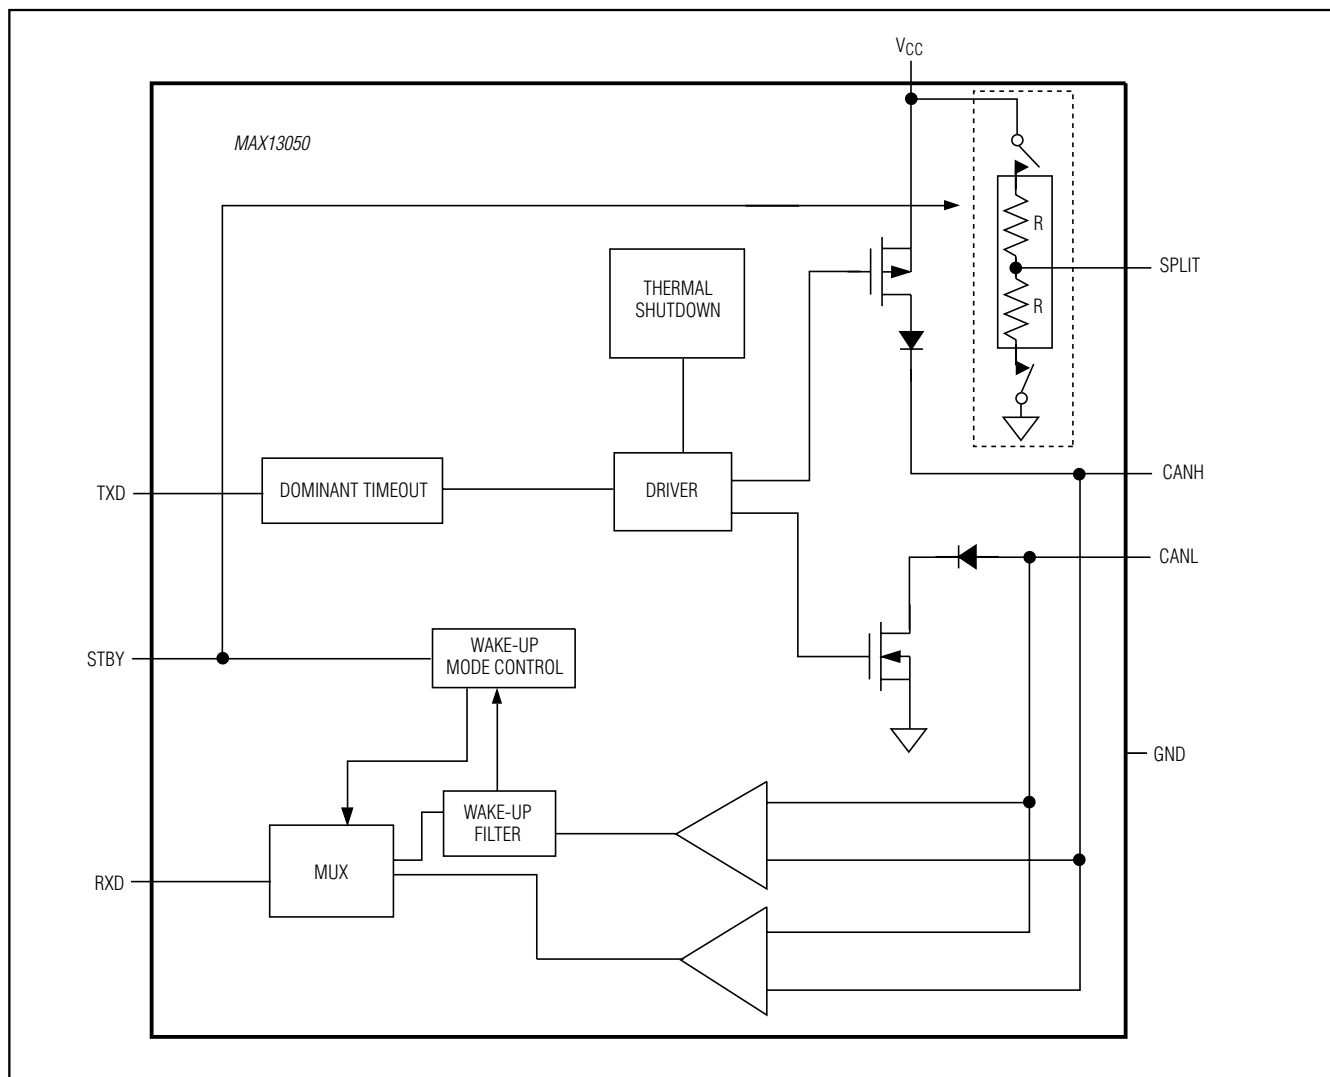 VCC
MAX13050
R
SPLIT
THERMAL
SHUTDOWN
R
TXD
DOMINANT TIMEOUT
DRIVER
CANH
CANL
STBY
WAKE-UP
MODE CONTROL
GND
WAKE-UP
FILTER
MUX
RXD